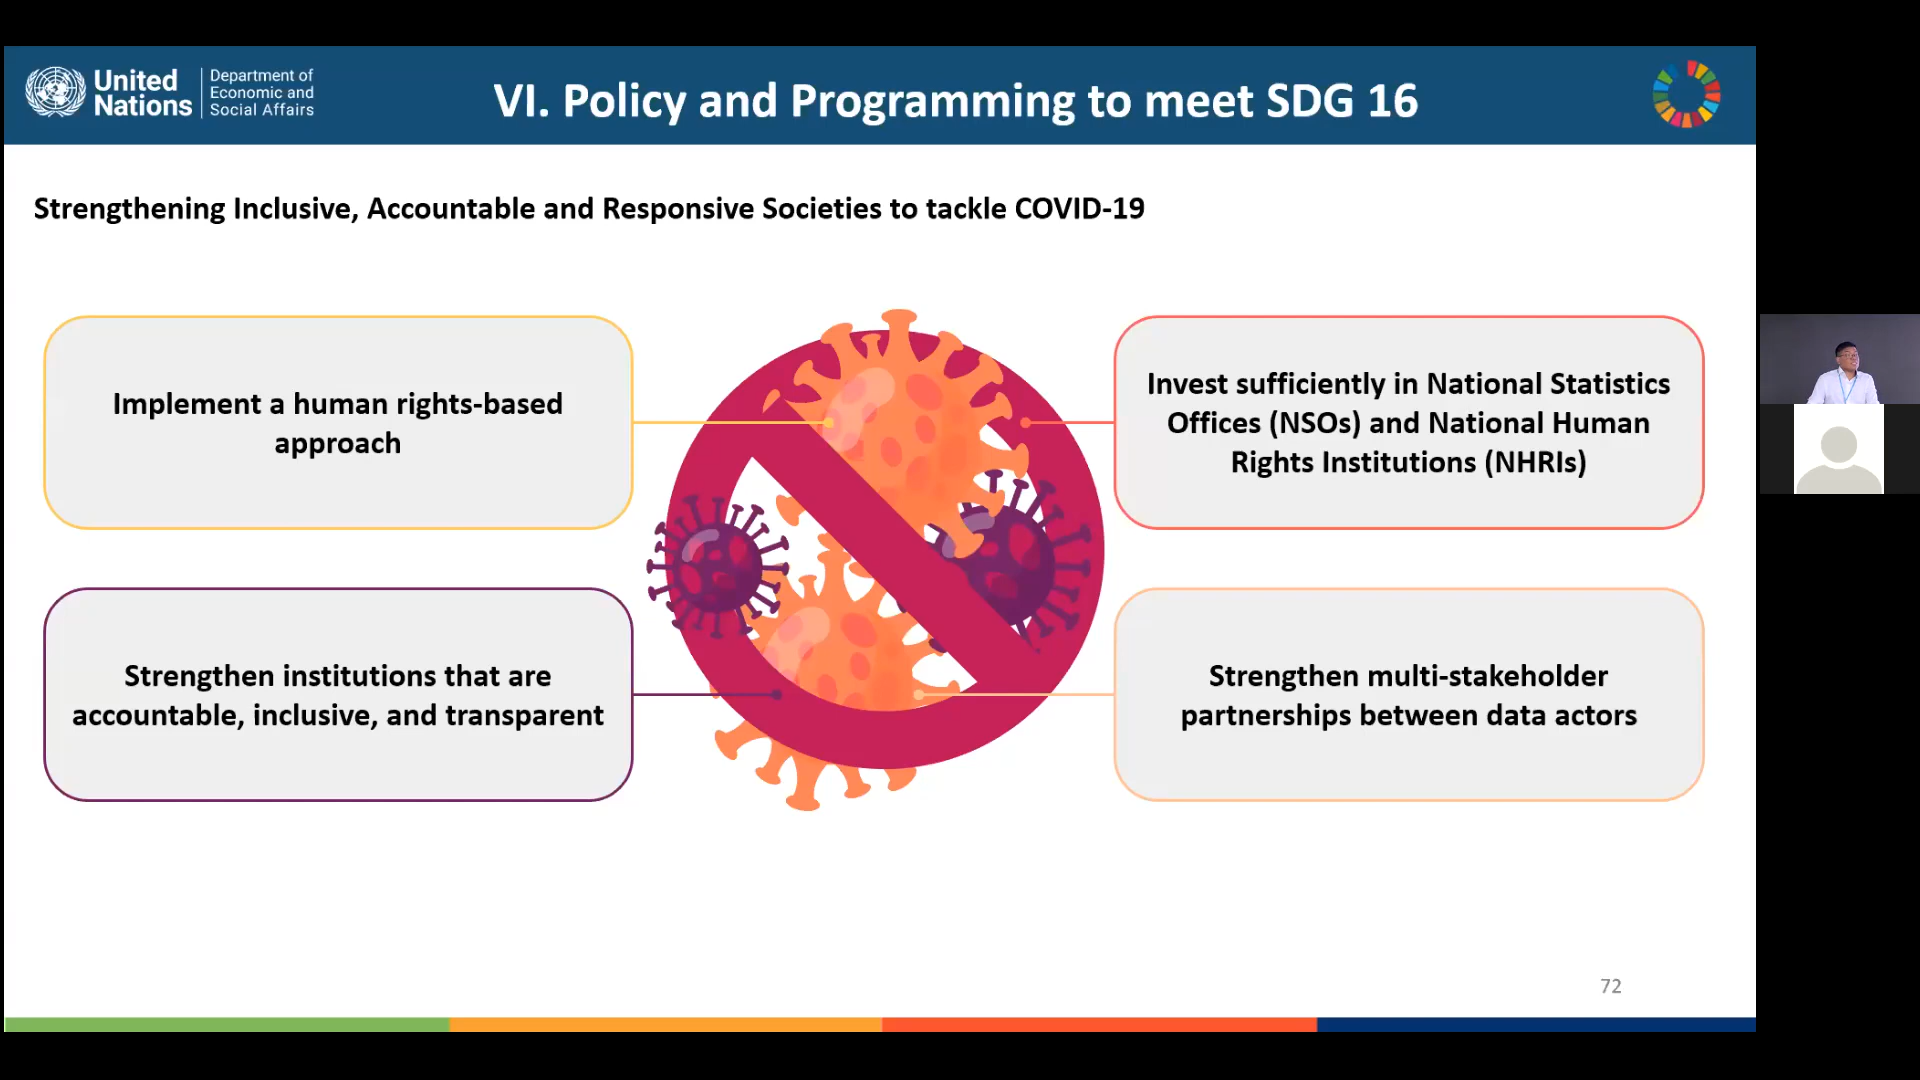 United
Nations
Department of
Economic and
Social Affairs
VI. Policy and Programming to meet SDG 16
Strengthening Inclusive, Accountable and Responsive Societies to tackle COVID-19
Implement a human rights-based
approach
Invest sufficiently in National Statistics
Offices (NSOs) and National Human
Rights Institutions (NHRIs)
Strengthen institutions that are
accountable, inclusive, and transparent
Strengthen multi-stakeholder
partnerships between data actors
72